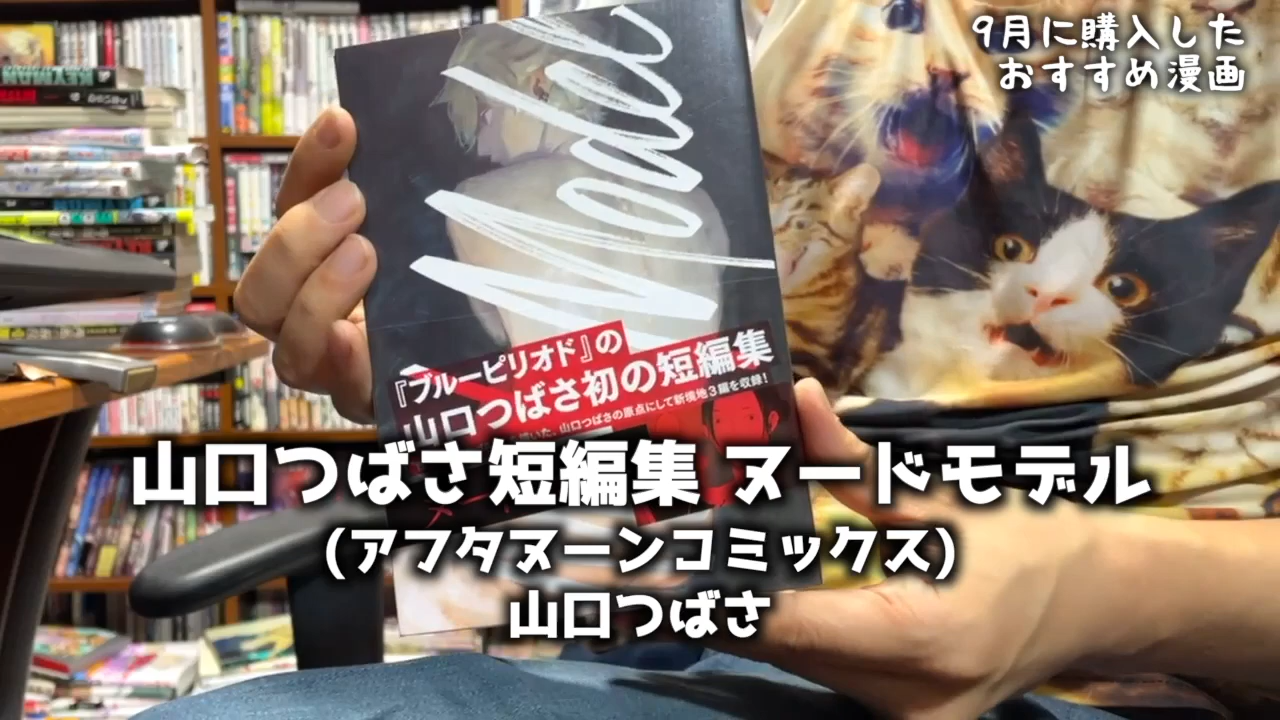 9月に購入した
おすすめ漫画
Model
『ブルーピリオド』の
山口つばさ初の短編集
山口つばさの原点にして新境地3篇を収録！
山口つばさ短編集 ヌードモデル
(アフタヌーンコミックス)
山口つばさ